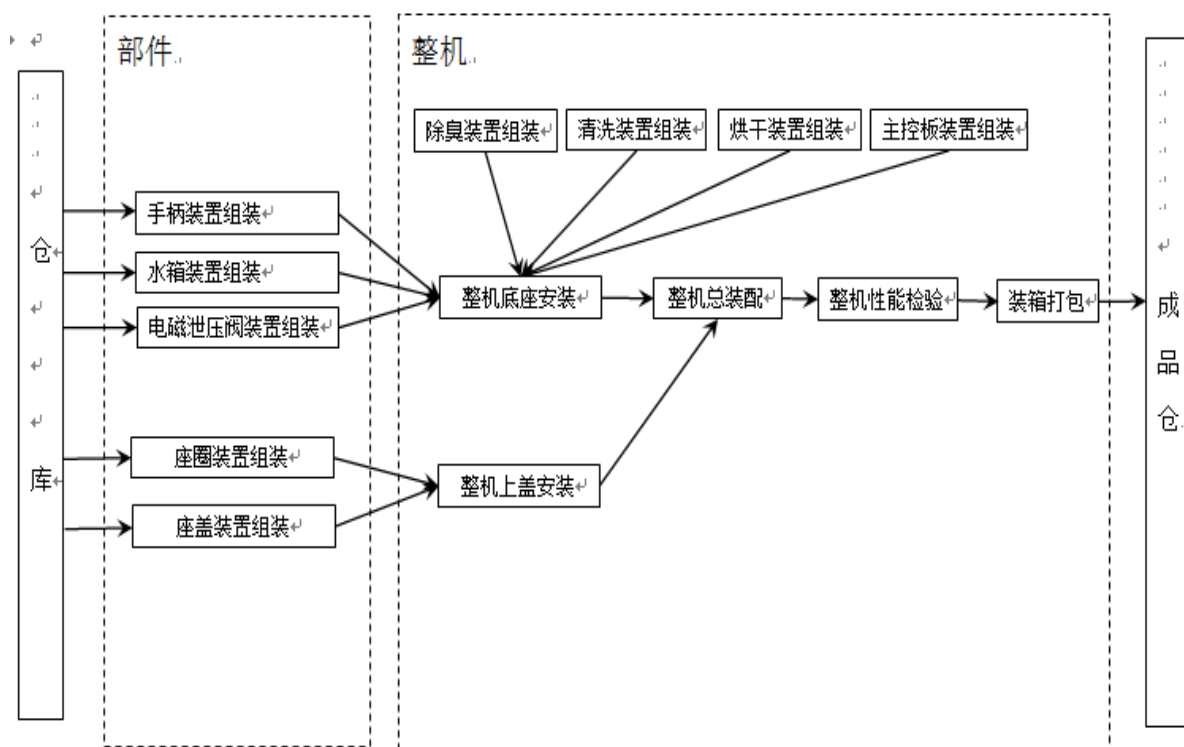 部件
整机
除臭装置组装
清洗装置组装
烘干装置组装
主控板装置组装
手柄装置组装
水箱装置组装
电磁泄压阀装置组装
座圈装置组装
座盖装置组装
整机底座安装
整机总装配
整机性能检验
装箱打包
整机上盖安装
仓
库
成
品
仓